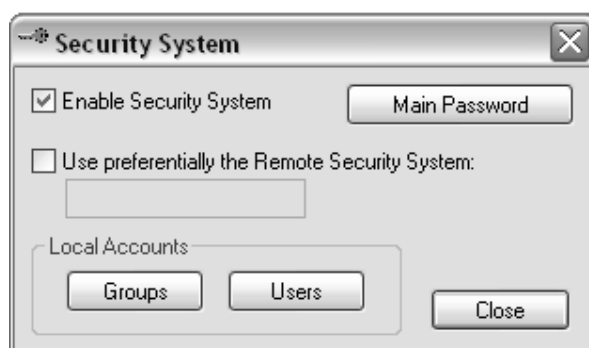 Security System
Enable Security System
Main Password
Use preferentially the Remote Security System:
Local Accounts
Groups
Users
Close